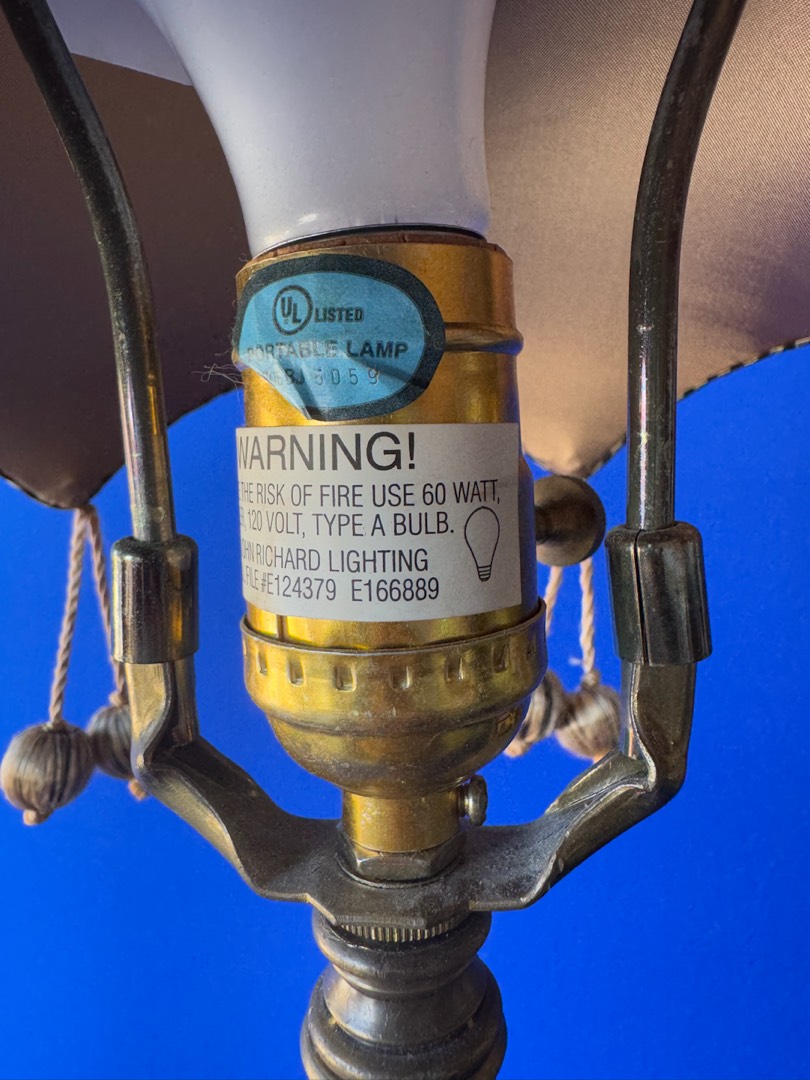 UL LISTED
PORTABLE LAMP
5059
WARNING!
THE RISK OF FIRE USE 60 WATT,
120 VOLT, TYPE A BULB.
RICHARD LIGHTING
FILE #E124379 E166889